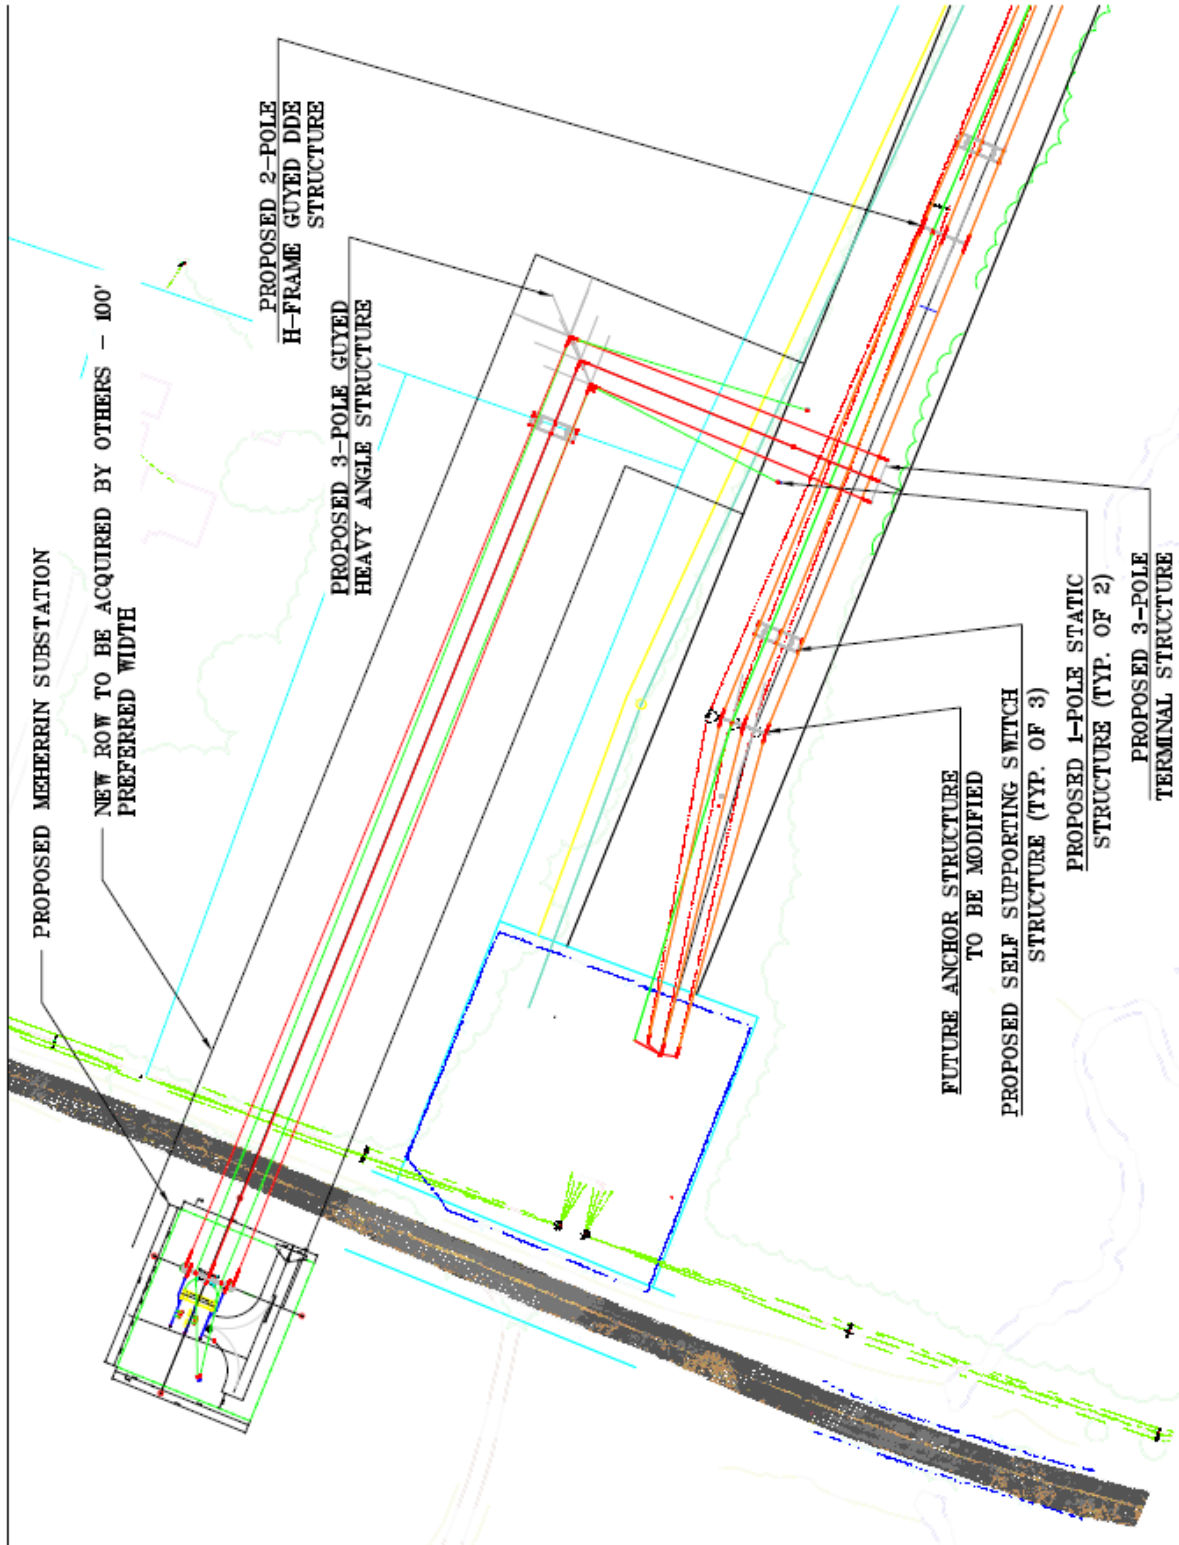 PROPOSED MEHERRIN SUBSTATION
NEW ROW TO BE ACQUIRED BY OTHERS - 100'
PREFERRED WIDTH
PROPOSED 2-POLE
H-FRAME GUYED DDE
STRUCTURE
PROPOSED 3-POLE GUYED
HEAVY ANGLE STRUCTURE
FUTURE ANCHOR STRUCTURE
TO BE MODIFIED
PROPOSED SELF SUPPORTING SWITCH
STRUCTURE (TYP. OF 3)
PROPOSED 1-POLE STATIC
STRUCTURE (TYP. OF 2)
PROPOSED 3-POLE
TERMINAL STRUCTURE